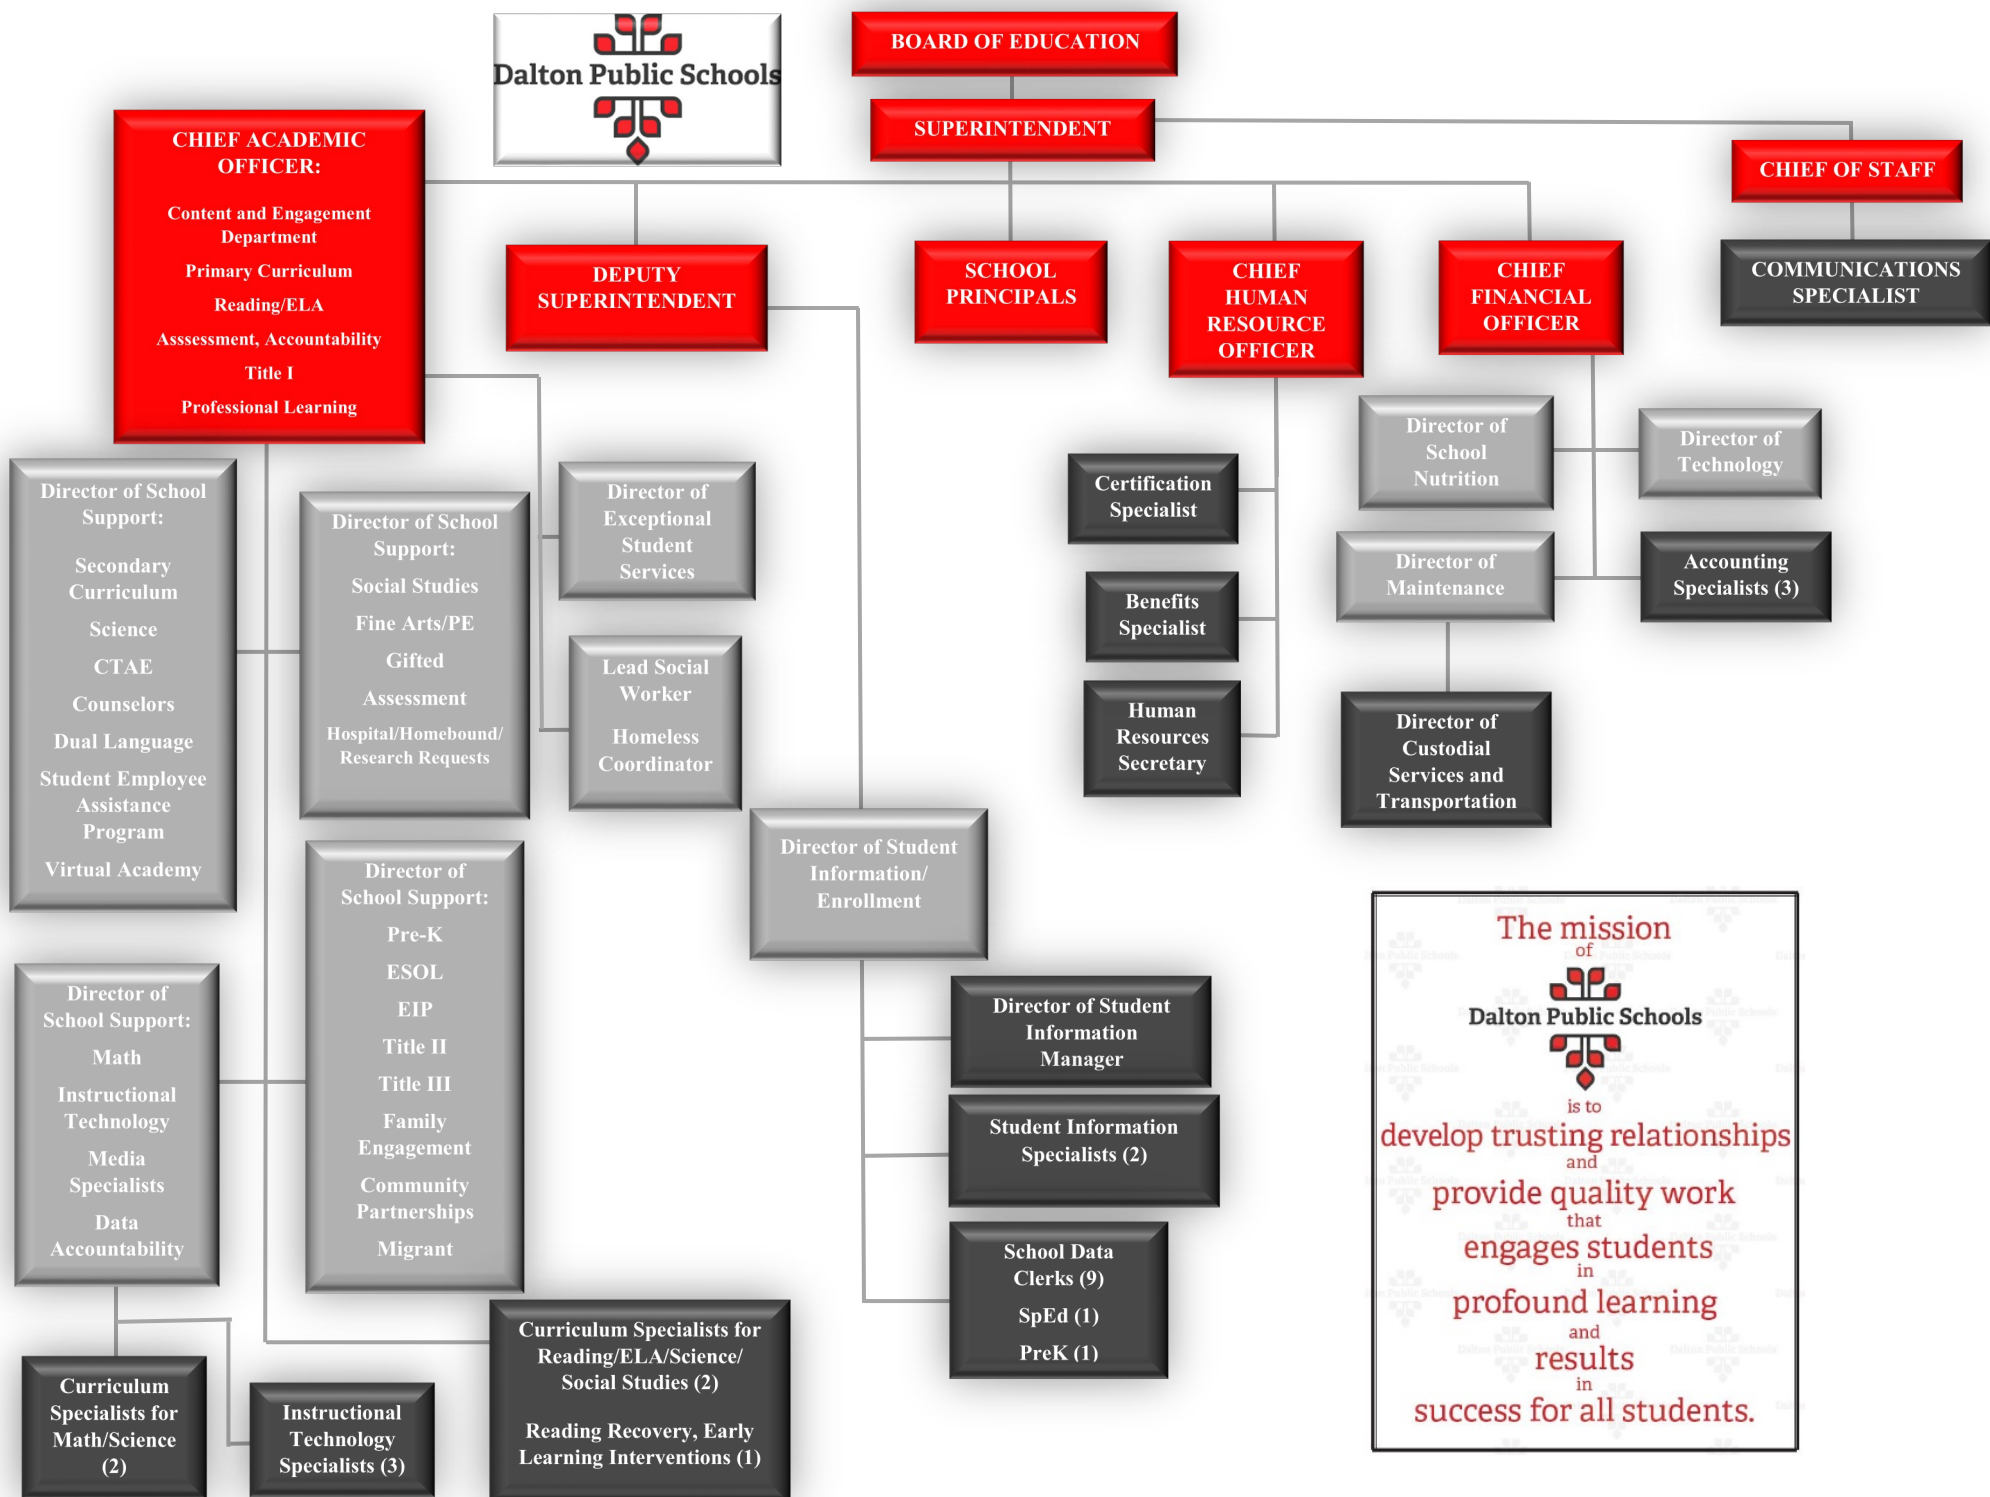 Dalton Public Schools
BOARD OF EDUCATION
SUPERINTENDENT
CHIEF OF STAFF
COMMUNICATIONS
SPECIALIST
CHIEF ACADEMIC
OFFICER:
Content and Engagement
Department
Primary Curriculum
Reading/ELA
Asssessment, Accountability
Title I
Professional Learning
DEPUTY
SUPERINTENDENT
SCHOOL
PRINCIPALS
CHIEF
HUMAN
RESOURCE
OFFICER
CHIEF
FINANCIAL
OFFICER
Director of School
Support:
Secondary
Curriculum
Science
CTAE
Counselors
Dual Language
Student Employee
Assistance
Program
Virtual Academy
Director of School
Support:
Social Studies
Fine Arts/PE
Gifted
Assessment
Hospital/Homebound/
Research Requests
Director of
Exceptional
Student
Services
Lead Social
Worker
Homeless
Coordinator
Certification
Specialist
Benefits
Specialist
Human
Resources
Secretary
Director of
School
Nutrition
Director of
Technology
Director of
Maintenance
Accounting
Specialists (3)
Director of
Custodial
Services and
Transportation
Director of Student
Information/
Enrollment
Director of
School Support:
Math
Instructional
Technology
Media
Specialists
Data
Accountability
Director of
School Support:
Pre-K
ESOL
EIP
Title II
Title III
Family
Engagement
Community
Partnerships
Migrant
Director of Student
Information
Manager
Student Information
Specialists (2)
School Data
Clerks (9)
SpEd (1)
PreK (1)
Curriculum
Specialists for
Math/Science
(2)
Instructional
Technology
Specialists (3)
Curriculum Specialists for
Reading/ELA/Science/
Social Studies (2)
Reading Recovery, Early
Learning Interventions (1)
The mission
of
Dalton Public Schools
is to
develop trusting relationships
and
provide quality work
that
engages students
in
profound learning
and
results
in
success for all students.